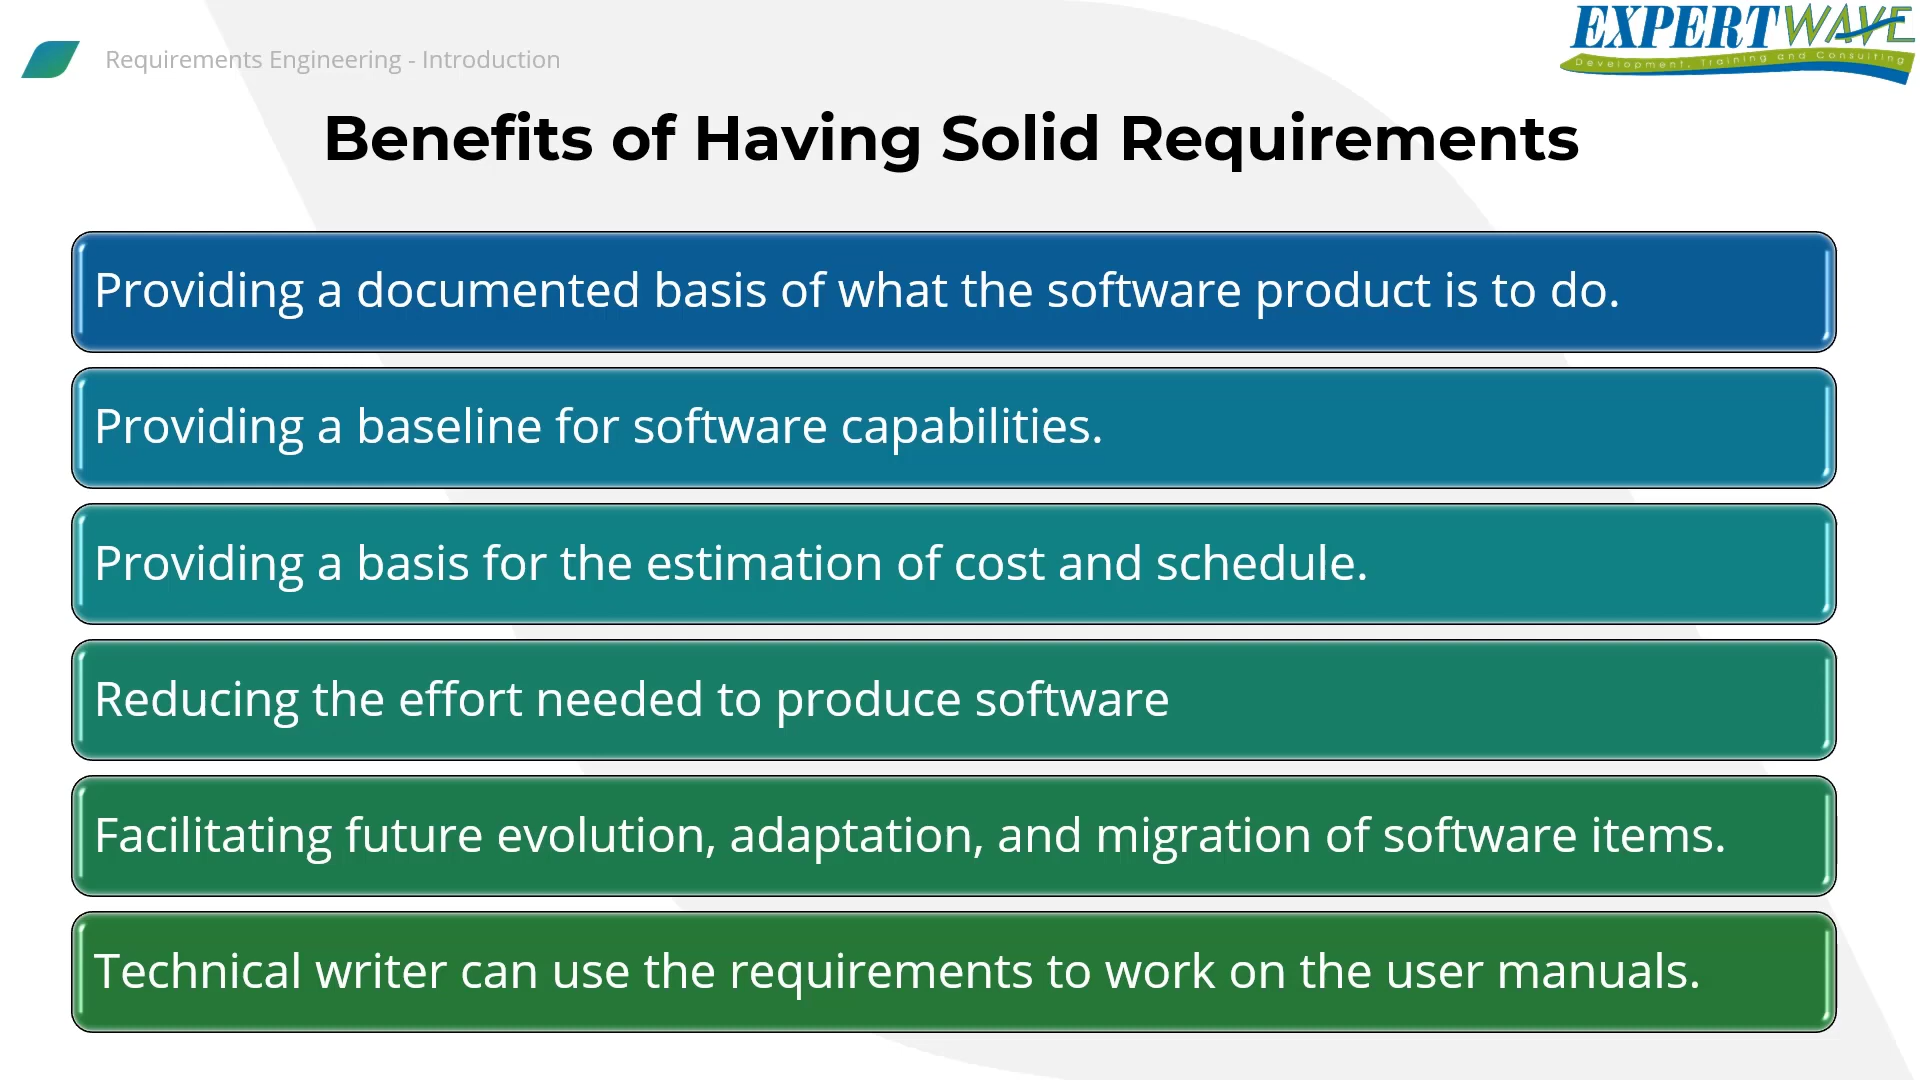 EXPERTWAVE
Development, Training and Consulting
Requirements Engineering - Introduction
Benefits of Having Solid Requirements
Providing a documented basis of what the software product is to do.
Providing a baseline for software capabilities.
Providing a basis for the estimation of cost and schedule.
Reducing the effort needed to produce software
Facilitating future evolution, adaptation, and migration of software items.
Technical writer can use the requirements to work on the user manuals.